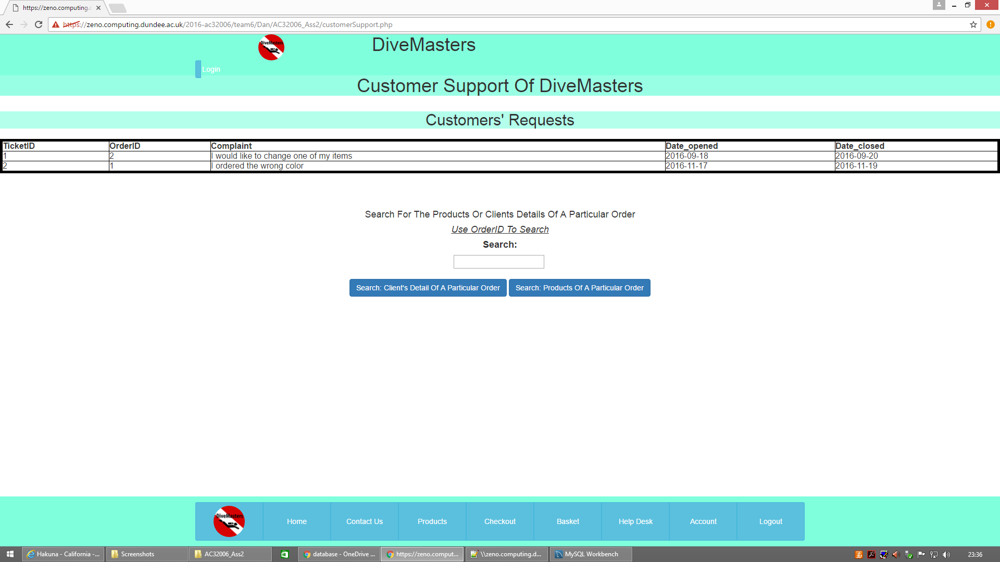 https://zeno.computing.c
https://zeno.computing.dundee.ac.uk/2016-ac32006/team6/Dan/AC32006_Ass2/customerSupport.php
DiveMasters
DiveMasters
Login
Customer Support Of DiveMasters
Customers' Requests
TicketID OrderID Complaint Date_opened Date_closed
1 2 I would like to change one of my items 2016-09-18 2016-09-20
2 1 I ordered the wrong color 2016-11-17 2016-11-19
Search For The Products Or Clients Details Of A Particular Order
Use OrderID To Search
Search:
Search: Client's Detail Of A Particular Order Search: Products Of A Particular Order
DiveMasters Home Contact Us Products Checkout Basket Help Desk Account Logout
Hakuna - California -... Screenshots AC32006_Ass2 database - OneDrive ... https://zeno.comput... \\zeno.computing.d... MySQL Workbench 23:36